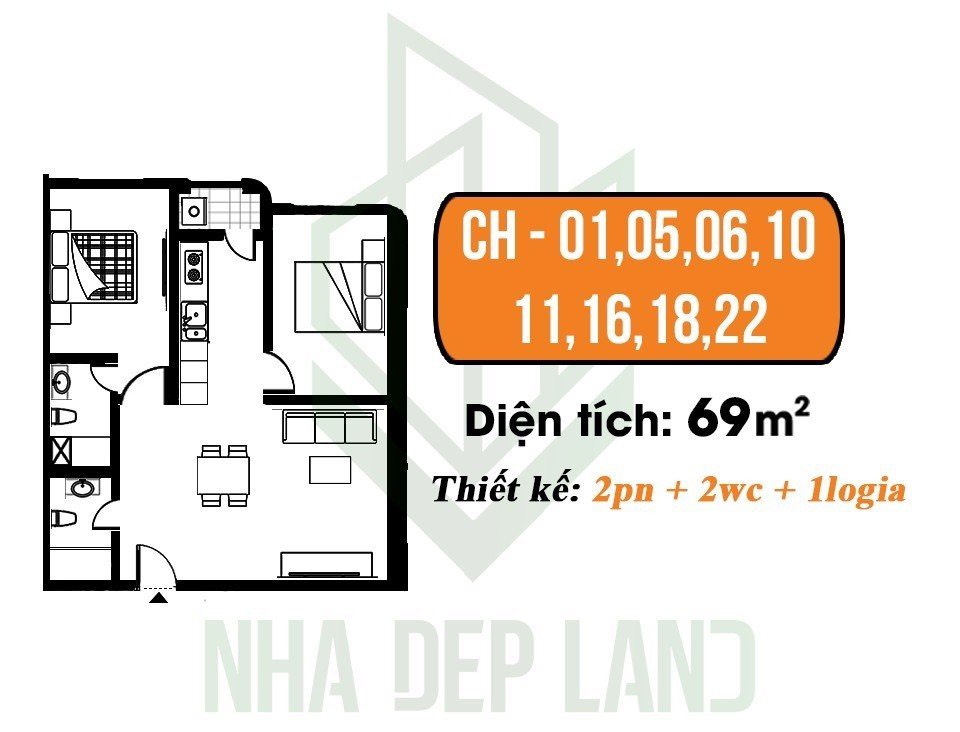 CH - 01,05,06,10
11,16,18,22
Diện tích: 69m²
Thiết kế: 2pn + 2wc + 1logia
NHA DEP LAND